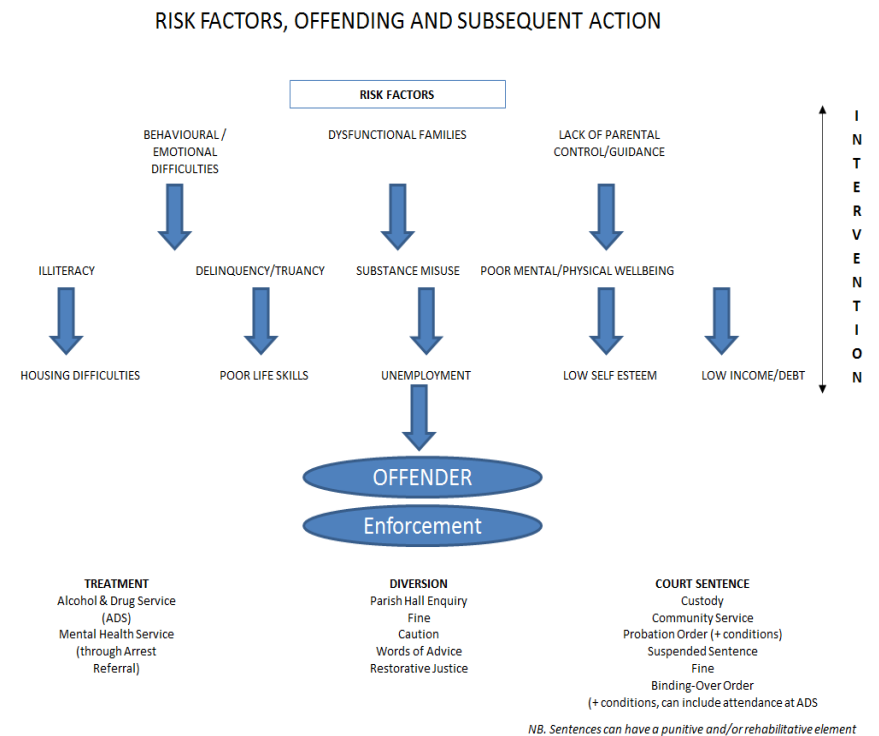 RISK FACTORS, OFFENDING AND SUBSEQUENT ACTION
RISK FACTORS
BEHAVIOURAL /
EMOTIONAL
DIFFICULTIES
DYSFUNCTIONAL FAMILIES
LACK OF PARENTAL
CONTROL/GUIDANCE
ILLITERACY
DELINQUENCY/TRUANCY
SUBSTANCE MISUSE
POOR MENTAL/PHYSICAL WELLBEING
HOUSING DIFFICULTIES
POOR LIFE SKILLS
UNEMPLOYMENT
LOW SELF ESTEEM
LOW INCOME/DEBT
INTERVENTION
OFFENDER
Enforcement
TREATMENT
Alcohol & Drug Service
(ADS)
Mental Health Service
(through Arrest
Referral)
DIVERSION
Parish Hall Enquiry
Fine
Caution
Words of Advice
Restorative Justice
COURT SENTENCE
Custody
Community Service
Probation Order (+ conditions)
Suspended Sentence
Fine
Binding-Over Order
(+ conditions, can include attendance at ADS
NB. Sentences can have a punitive and/or rehabilitative element